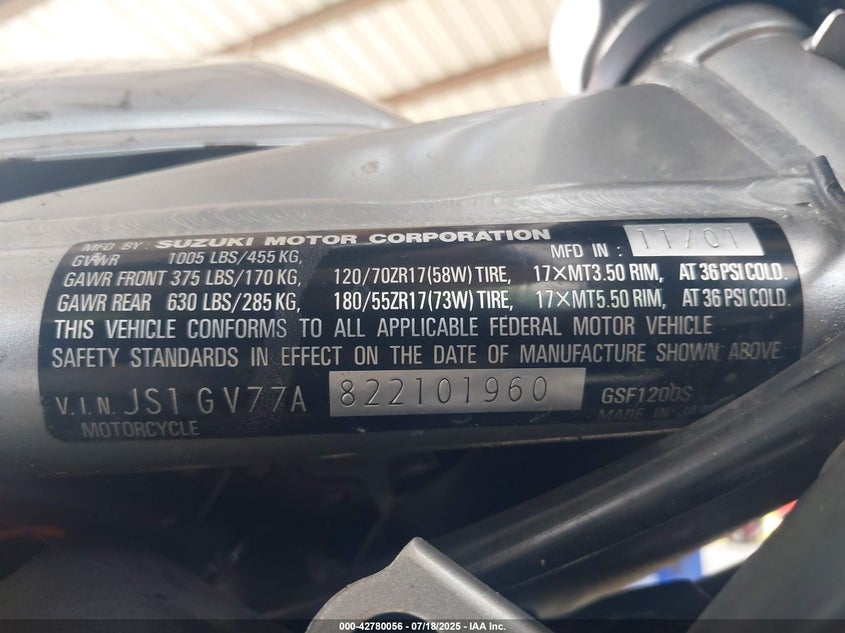 MFD BY: SUZUKI MOTOR CORPORATION
GVWR 1005 LBS/455 KG, MFD IN: 11/01
GAWR FRONT 375 LBS/170 KG, 120/70ZR17(58W) TIRE, 17×MT3.50 RIM, AT 36 PSI COLD.
GAWR REAR 630 LBS/285 KG, 180/55ZR17(73W) TIRE, 17×MT5.50 RIM, AT 36 PSI COLD.
THIS VEHICLE CONFORMS TO ALL APPLICABLE FEDERAL MOTOR VEHICLE
SAFETY STANDARDS IN EFFECT ON THE DATE OF MANUFACTURE SHOWN ABOVE
V.I.N. JS1GV77A 822101960 GSF1200S
MOTORCYCLE MADE IN
000-42780056 - 07/18/2025 - IAA Inc.